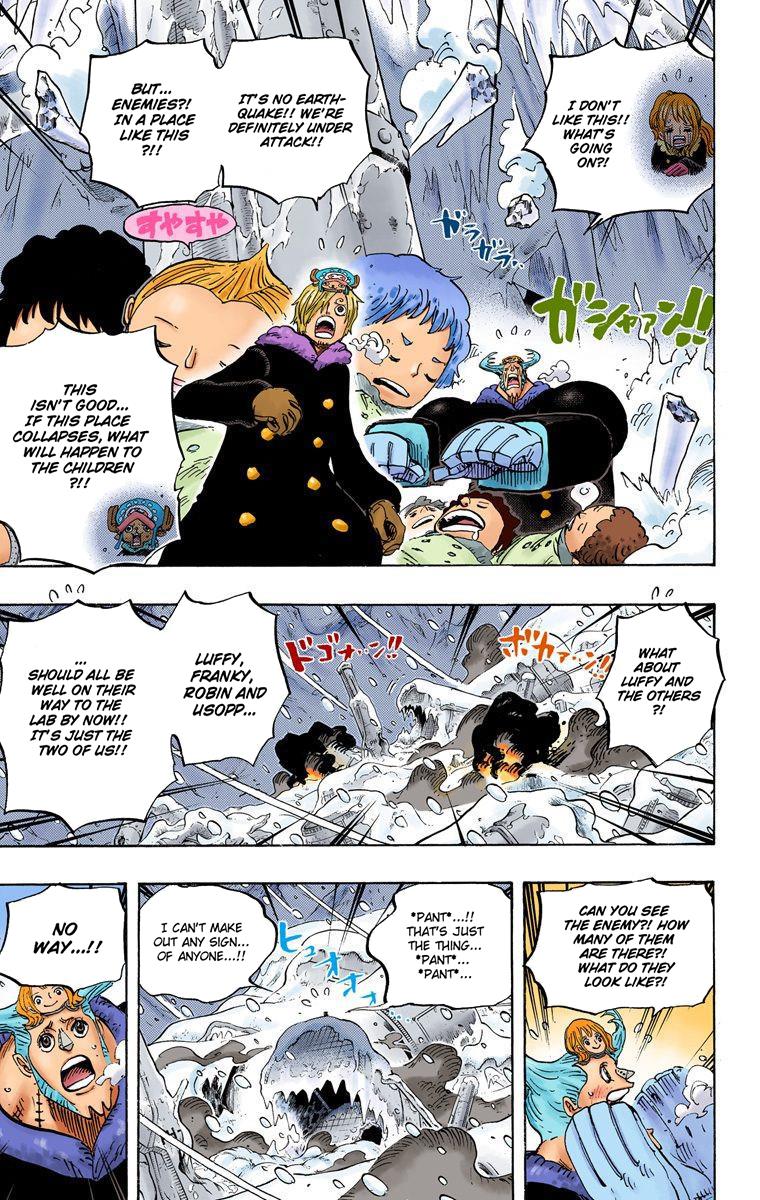 I DON'T
LIKE THIS!!
WHAT'S
GOING
ON?!
IT'S NO EARTH-
QUAKE!! WE'RE
DEFINITELY UNDER
ATTACK!!
BUT...
ENEMIES?!
IN A PLACE
LIKE THIS
?!!
ガラ
ガラ..
すやすや
ガシャアン!!
THIS
ISN'T GOOD...
IF THIS PLACE
COLLAPSES, WHAT
WILL HAPPEN TO
THE CHILDREN
?!!
WHAT
ABOUT
LUFFY AND
THE OTHERS
?!
ボカァ・・ン!!
ドゴォ・・ン!!
LUFFY,
FRANKY,
ROBIN AND
USOPP...
...
SHOULD ALL BE
WELL ON THEIR
WAY TO THE
LAB BY NOW!!
IT'S JUST THE
TWO OF US!!
CAN YOU SEE
THE ENEMY?! HOW
MANY OF THEM
ARE THERE?!
WHAT DO THEY
LOOK LIKE?!
*PANT*...!!
THAT'S JUST
THE THING...
*PANT*...
*PANT*...
ヒュオオオ
I CAN'T MAKE
OUT ANY SIGN...
OF ANYONE...!!
NO
WAY...!!